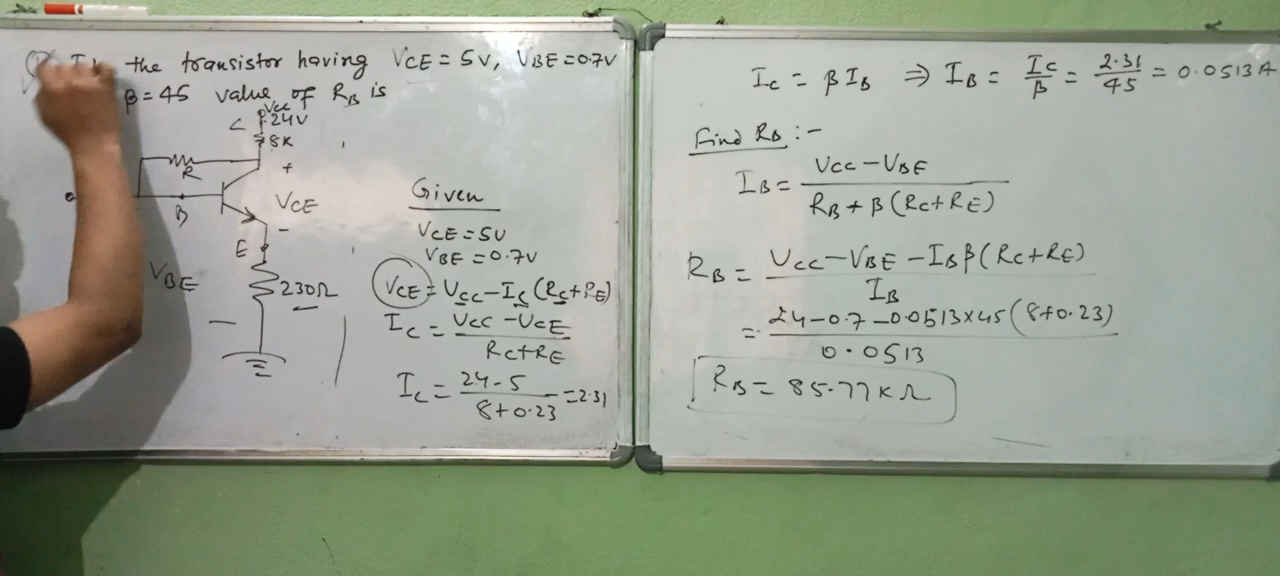 the transistor having VCE = 5V, VBE = 0.7V
β = 45 value of RB is
VCC
24V
C
8K
R
+
B
VCE
-
E
VBE
230Ω
-
Given
VCE = 5V
VBE = 0.7V
VCE = VCC - IC (RC + RE)
IC = VCC - VCE / RC + RE
IC = 24 - 5 / 8 + 0.23 = 2.31
IC = β IB ⇒ IB = IC / β = 2.31 / 45 = 0.0513 A
Find RB :-
IB = VCC - VBE / RB + β (RC + RE)
RB = VCC - VBE - IB β (RC + RE) / IB
= 24 - 0.7 - 0.0513 × 45 (8 + 0.23) / 0.0513
RB = 85.77 K Ω